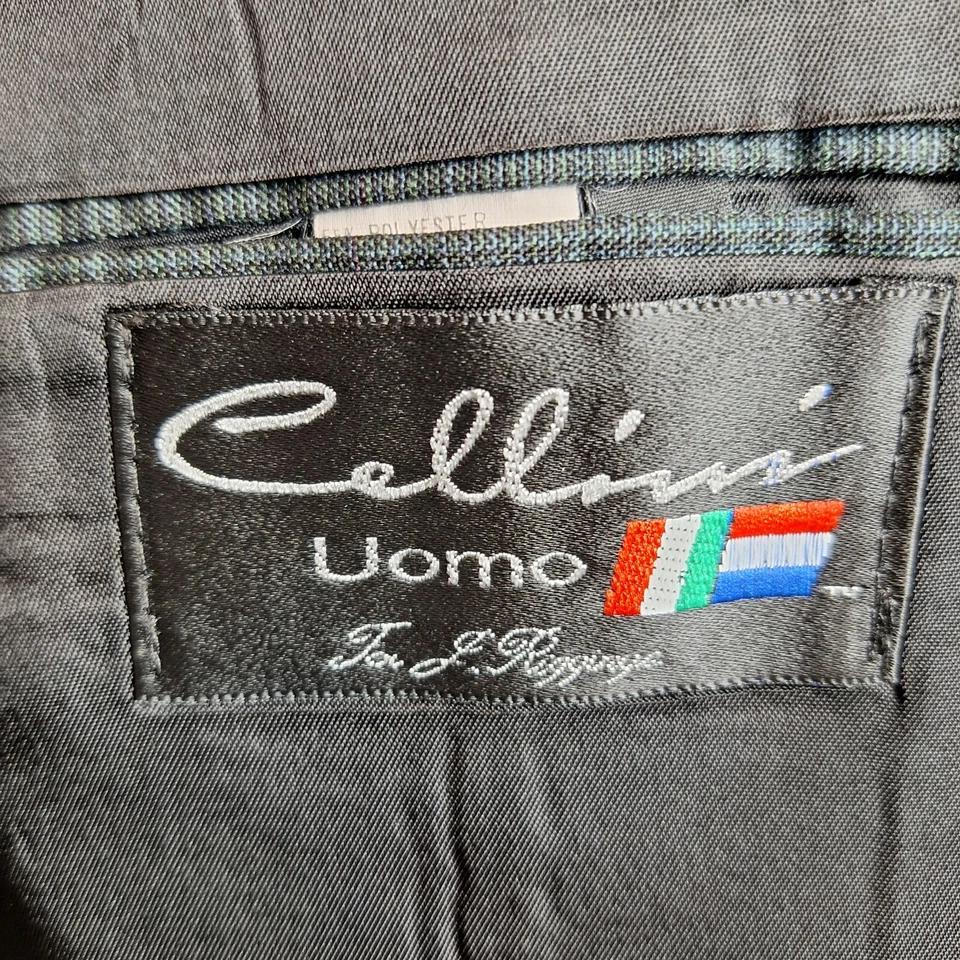 POLYESTER
Cellini
Uomo
For J. Riggings